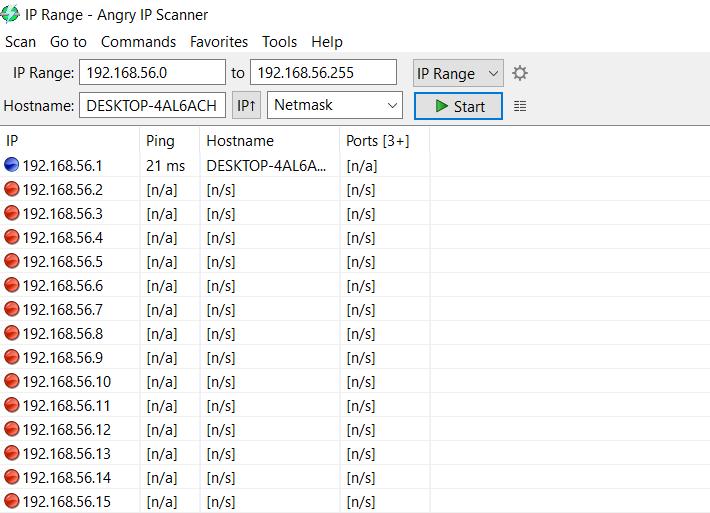 IP Range - Angry IP Scanner
Scan Go to Commands Favorites Tools Help
IP Range: 192.168.56.0 to 192.168.56.255 IP Range
Hostname: DESKTOP-4AL6ACH IP↑ Netmask Start
IP Ping Hostname Ports [3+]
192.168.56.1 21 ms DESKTOP-4AL6A... [n/a]
192.168.56.2 [n/a] [n/s] [n/s]
192.168.56.3 [n/a] [n/s] [n/s]
192.168.56.4 [n/a] [n/s] [n/s]
192.168.56.5 [n/a] [n/s] [n/s]
192.168.56.6 [n/a] [n/s] [n/s]
192.168.56.7 [n/a] [n/s] [n/s]
192.168.56.8 [n/a] [n/s] [n/s]
192.168.56.9 [n/a] [n/s] [n/s]
192.168.56.10 [n/a] [n/s] [n/s]
192.168.56.11 [n/a] [n/s] [n/s]
192.168.56.12 [n/a] [n/s] [n/s]
192.168.56.13 [n/a] [n/s] [n/s]
192.168.56.14 [n/a] [n/s] [n/s]
192.168.56.15 [n/a] [n/s] [n/s]